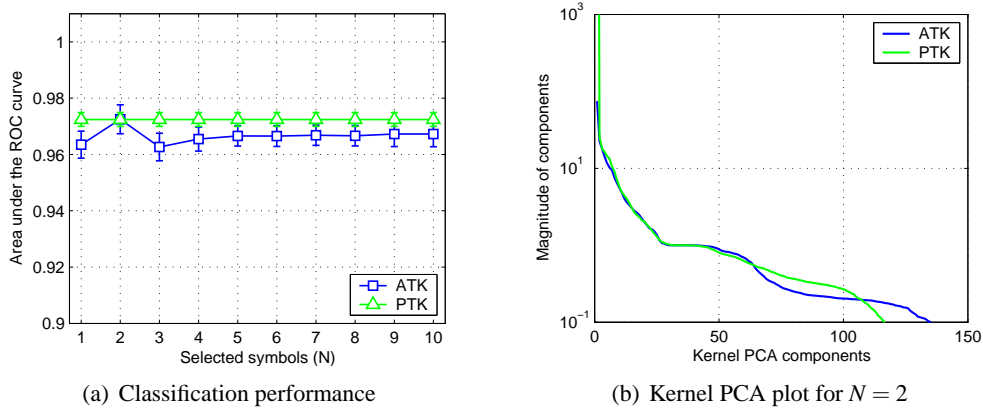 Area under the ROC curve
1
0.98
0.96
0.94
0.92
0.9
ATK
PTK
1 2 3 4 5 6 7 8 9 10
Selected symbols (N)
(a) Classification performance
Magnitude of components
10^3
10^1
10^−1
ATK
PTK
0 50 100 150
Kernel PCA components
(b) Kernel PCA plot for N = 2